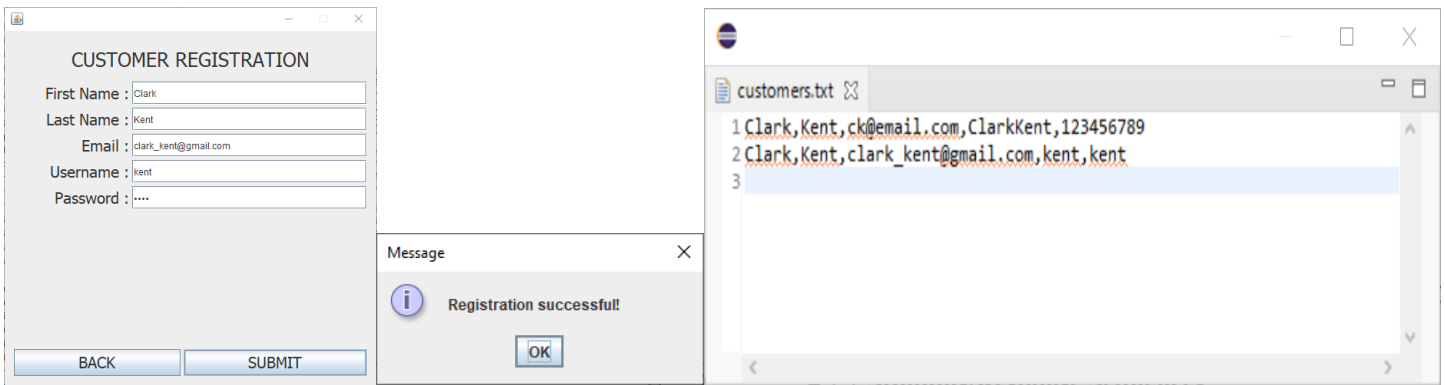 CUSTOMER REGISTRATION
First Name : Clark
Last Name : Kent
Email : clark_kent@gmail.com
Username : kent
Password : ••••
BACK SUBMIT
Message
Registration successful!
OK
customers.txt
1 Clark,Kent,ck@email.com,ClarkKent,123456789
2 Clark,Kent,clark_kent@gmail.com,kent,kent
3